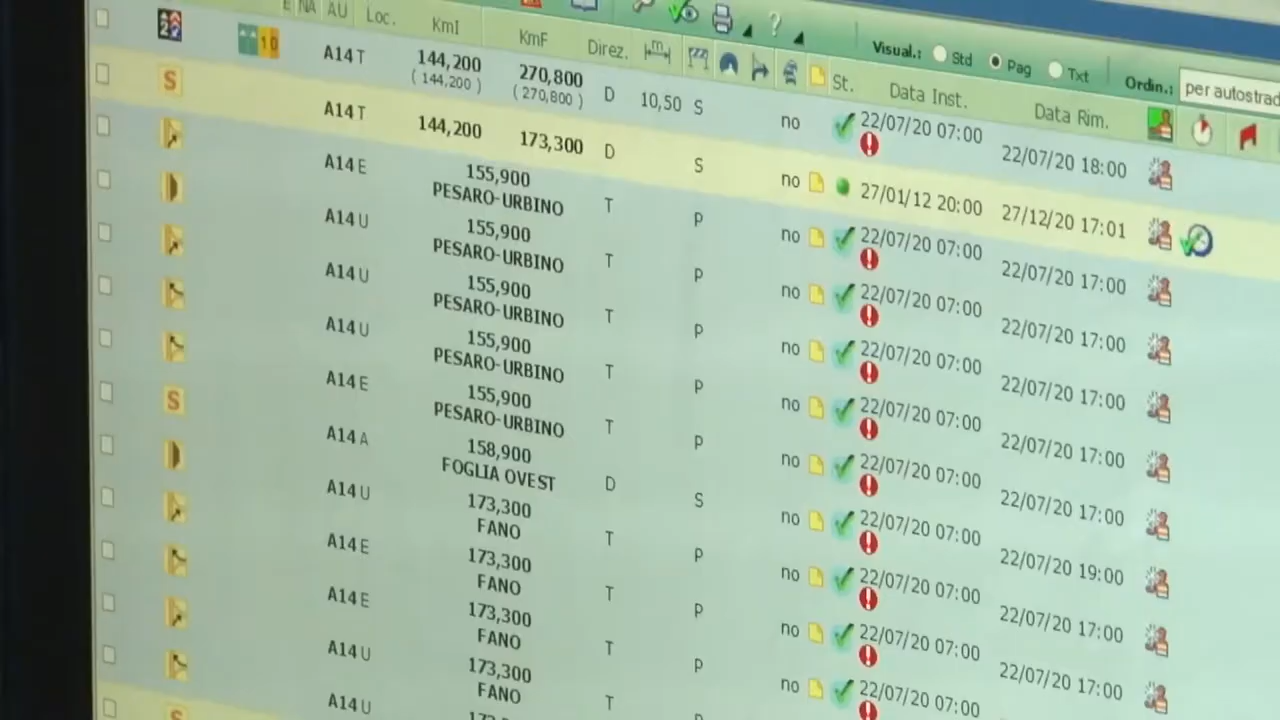 E NA AU Loc. KmI KmF Direz. m St. Data Inst. Data Rim.
Visual.: Std Pag Txt Ordin.: per autostrad
10 A14 T 144,200 270,800 D 10,50 S no 22/07/20 07:00 22/07/20 18:00
( 144,200 ) ( 270,800 )
S A14 T 144,200 173,300 D S no 27/01/12 20:00 27/12/20 17:01
A14 E 155,900 T P no 22/07/20 07:00 22/07/20 17:00
PESARO-URBINO
A14 U 155,900 T P no 22/07/20 07:00 22/07/20 17:00
PESARO-URBINO
A14 U 155,900 T P no 22/07/20 07:00 22/07/20 17:00
PESARO-URBINO
A14 U 155,900 T P no 22/07/20 07:00 22/07/20 17:00
PESARO-URBINO
A14 E 155,900 T P no 22/07/20 07:00 22/07/20 17:00
PESARO-URBINO
S A14 A 158,900 D S no 22/07/20 07:00 22/07/20 19:00
FOGLIA OVEST
A14 U 173,300 T P no 22/07/20 07:00 22/07/20 17:00
FANO
A14 E 173,300 T P no 22/07/20 07:00 22/07/20 17:00
FANO
A14 E 173,300 T P no 22/07/20 07:00
FANO
A14 U 173,300 T
FANO
A14 U